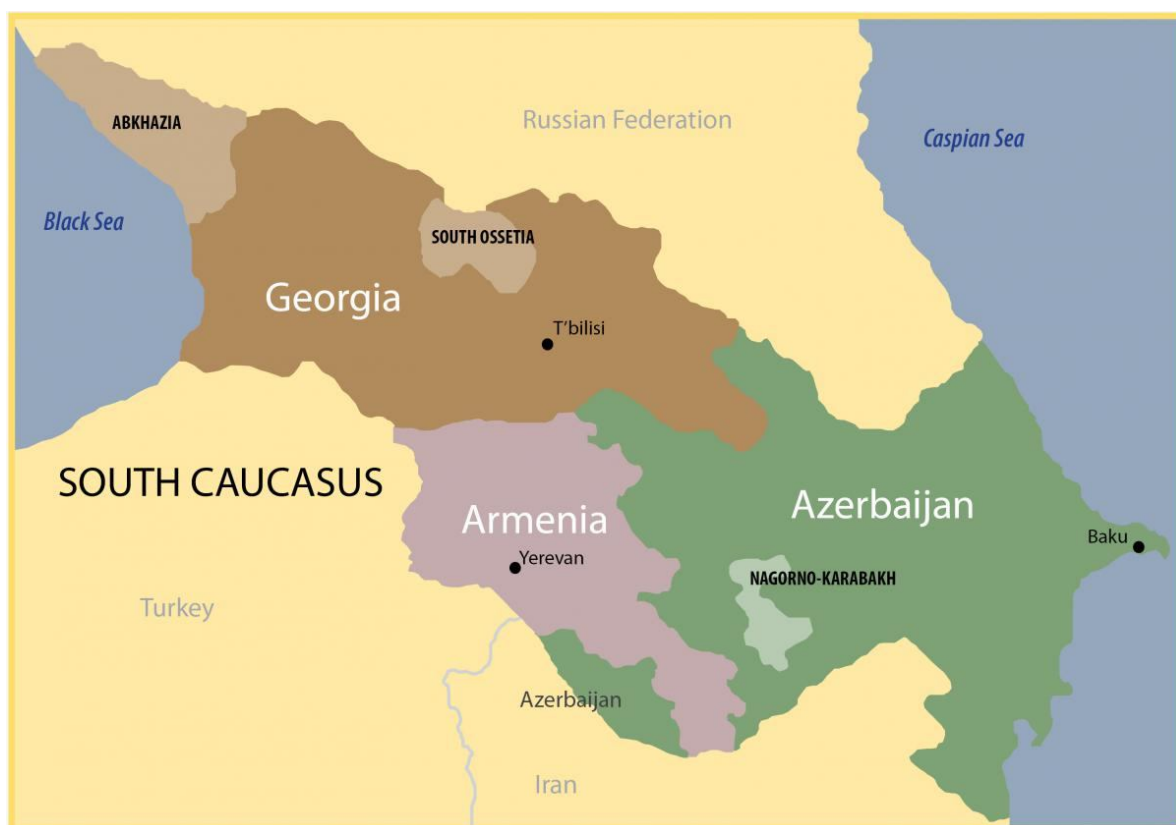 ABKHAZIA
Russian Federation
Caspian Sea
Black Sea
SOUTH OSSETIA
Georgia
T'bilisi
SOUTH CAUCASUS
Armenia
Azerbaijan
Baku
Yerevan
NAGORNO-KARABAKH
Turkey
Azerbaijan
Iran